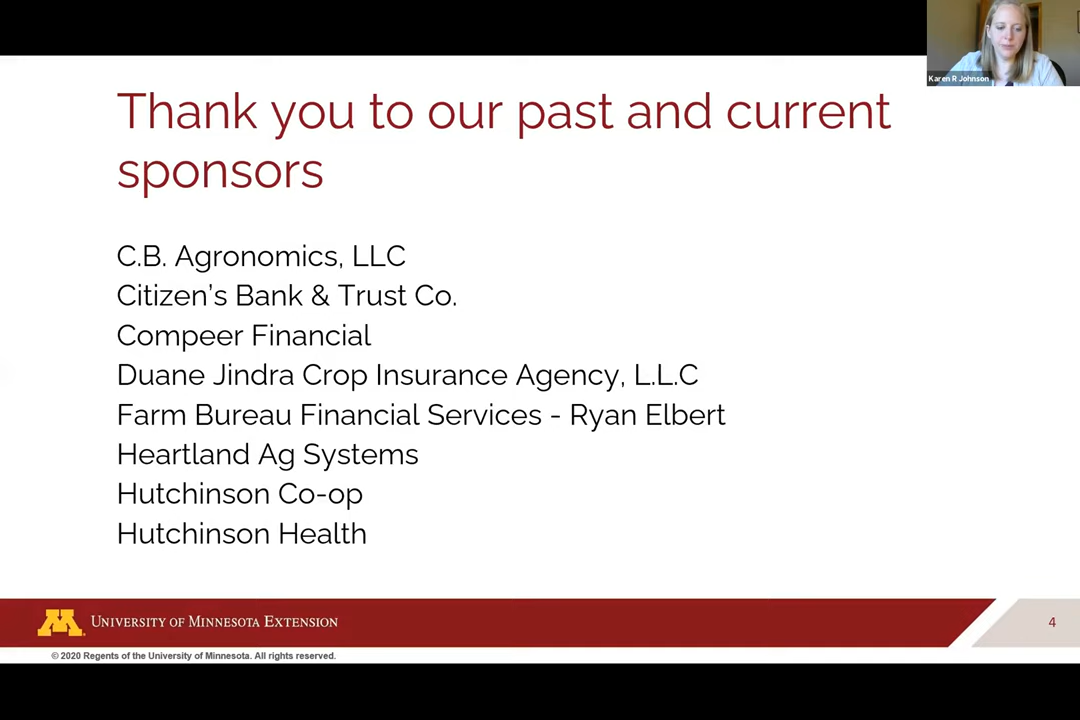 Karen R Johnson
Thank you to our past and current
sponsors
C.B. Agronomics, LLC
Citizen's Bank & Trust Co.
Compeer Financial
Duane Jindra Crop Insurance Agency, L.L.C
Farm Bureau Financial Services - Ryan Elbert
Heartland Ag Systems
Hutchinson Co-op
Hutchinson Health
M
University of Minnesota Extension
4
© 2020 Regents of the University of Minnesota. All rights reserved.